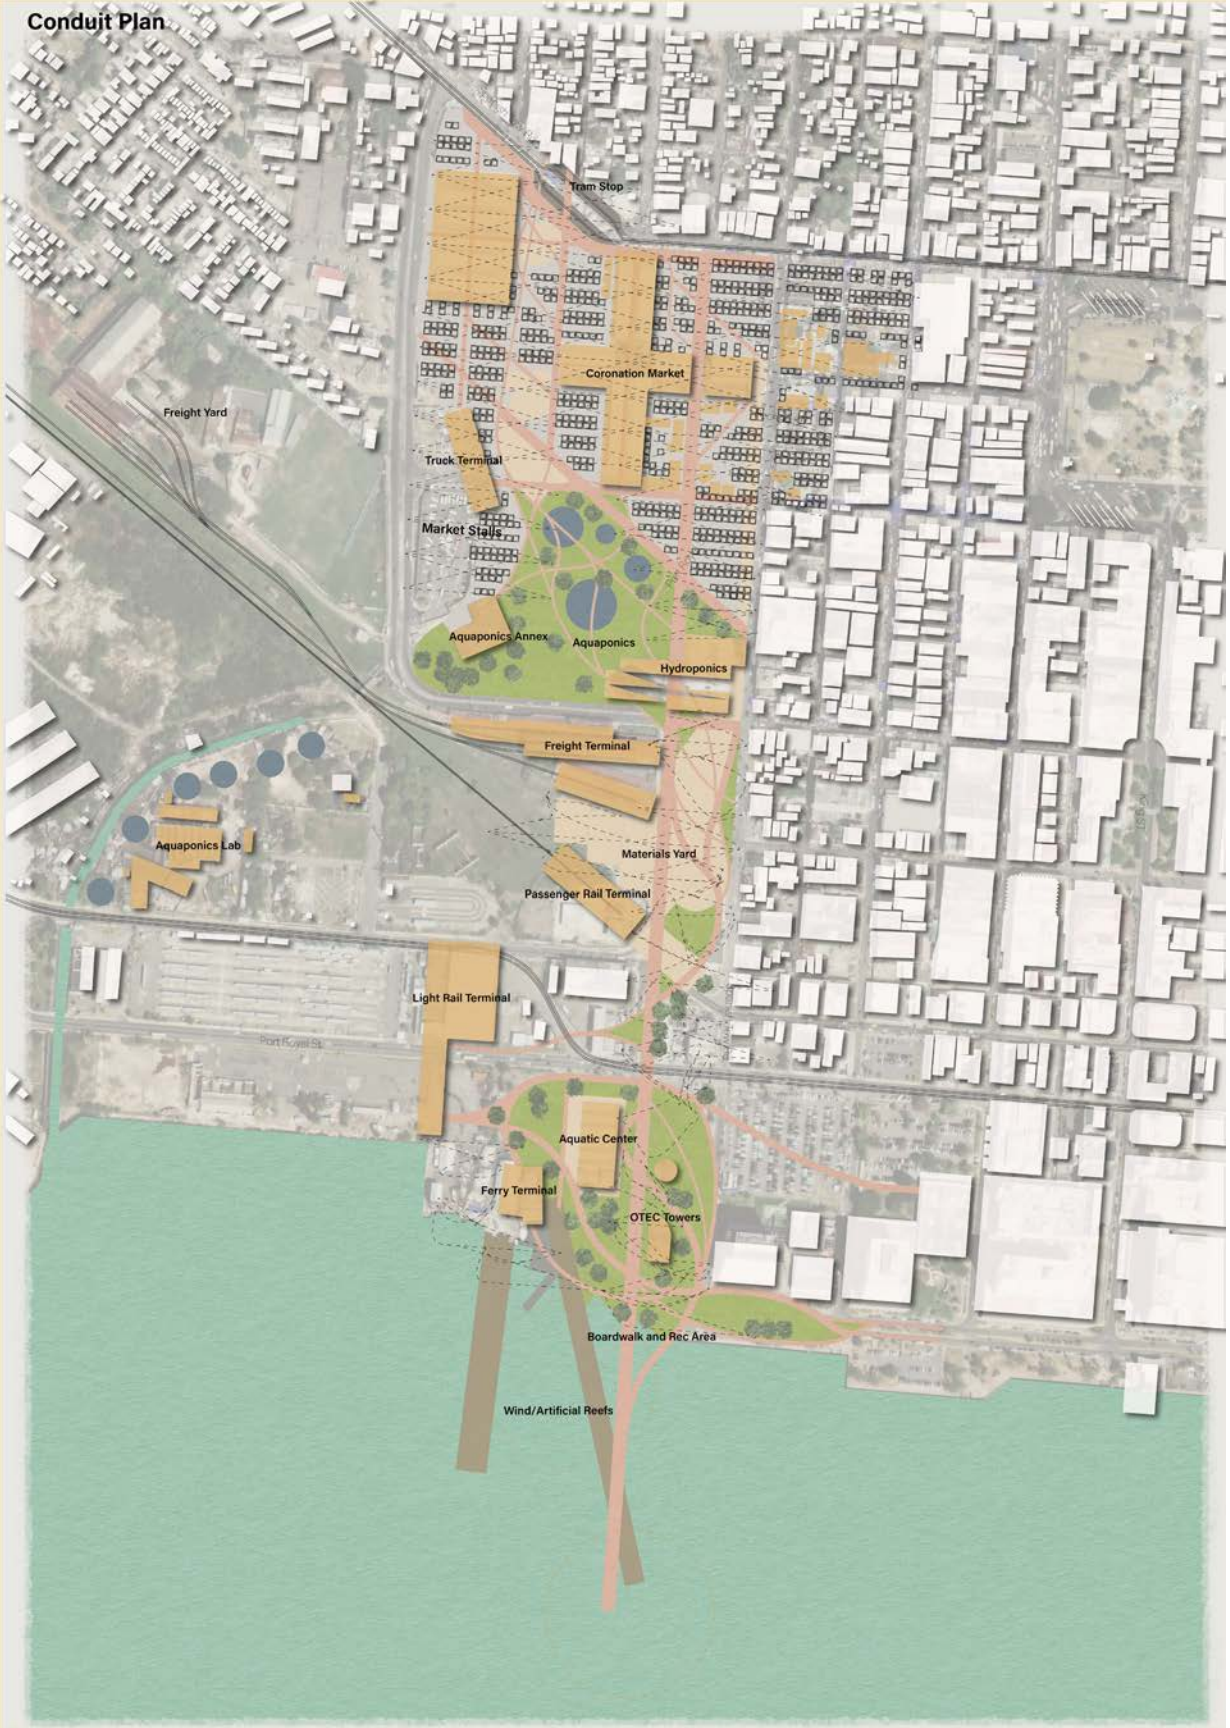 Conduit Plan
Tram Stop
Coronation Market
Freight Yard
Truck Terminal
Market Stalls
Aquaponics Annex
Aquaponics
Hydroponics
Freight Terminal
Aquaponics Lab
Materials Yard
Passenger Rail Terminal
Light Rail Terminal
Port Royal St
Aquatic Center
Ferry Terminal
OTEC Towers
Boardwalk and Rec Area
Wind/Artificial Reefs